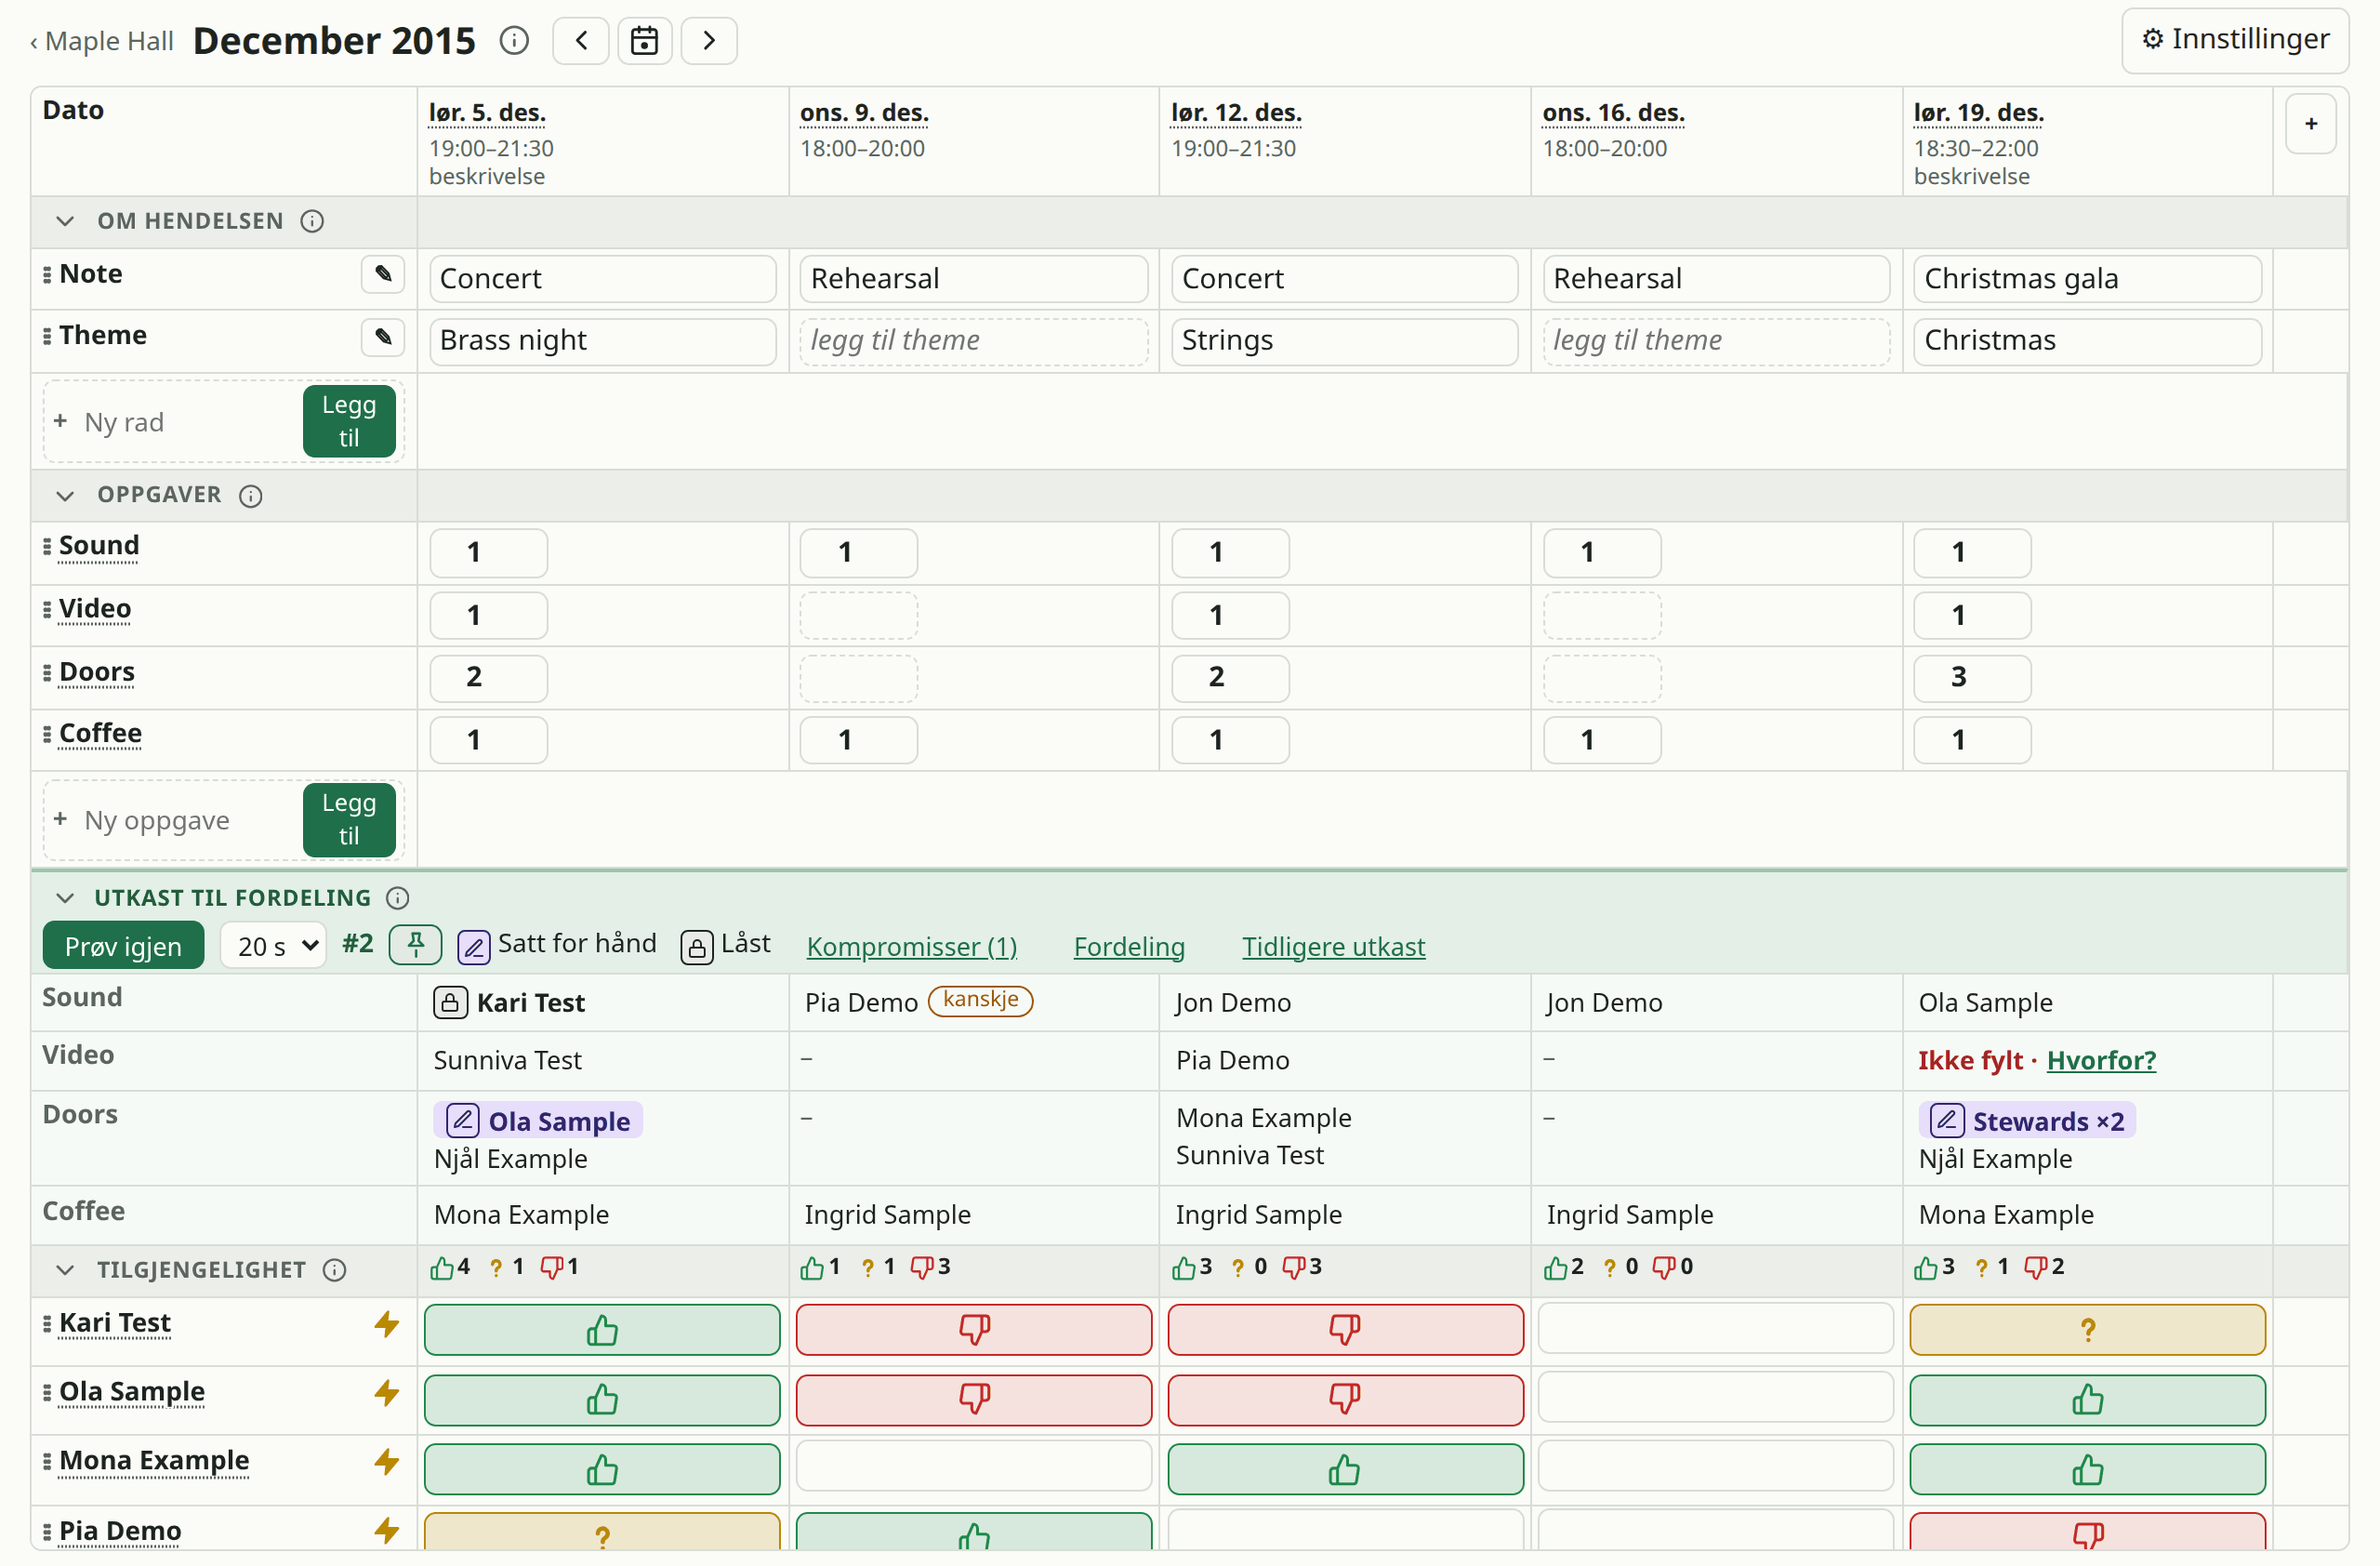 ‹ Maple Hall December 2015 ⚙ Innstillinger
Dato lør. 5. des. ons. 9. des. lør. 12. des. ons. 16. des. lør. 19. des. +
19:00–21:30 18:00–20:00 19:00–21:30 18:00–20:00 18:30–22:00
beskrivelse beskrivelse
OM HENDELSEN
Note Concert Rehearsal Concert Rehearsal Christmas gala
Theme Brass night legg til theme Strings legg til theme Christmas
+ Ny rad Legg til
OPPGAVER
Sound 1 1 1 1 1
Video 1 1 1
Doors 2 2 3
Coffee 1 1 1 1 1
+ Ny oppgave Legg til
UTKAST TIL FORDELING
Prøv igjen 20 s #2 Satt for hånd Låst Kompromisser (1) Fordeling Tidligere utkast
Sound Kari Test Pia Demo kanskje Jon Demo Jon Demo Ola Sample
Video Sunniva Test – Pia Demo – Ikke fylt · Hvorfor?
Doors Ola Sample – Mona Example – Stewards ×2
Njål Example Sunniva Test Njål Example
Coffee Mona Example Ingrid Sample Ingrid Sample Ingrid Sample Mona Example
TILGJENGELIGHET 4 ? 1 1 1 ? 1 3 3 ? 0 3 2 ? 0 0 3 ? 1 2
Kari Test ?
Ola Sample
Mona Example
Pia Demo ?